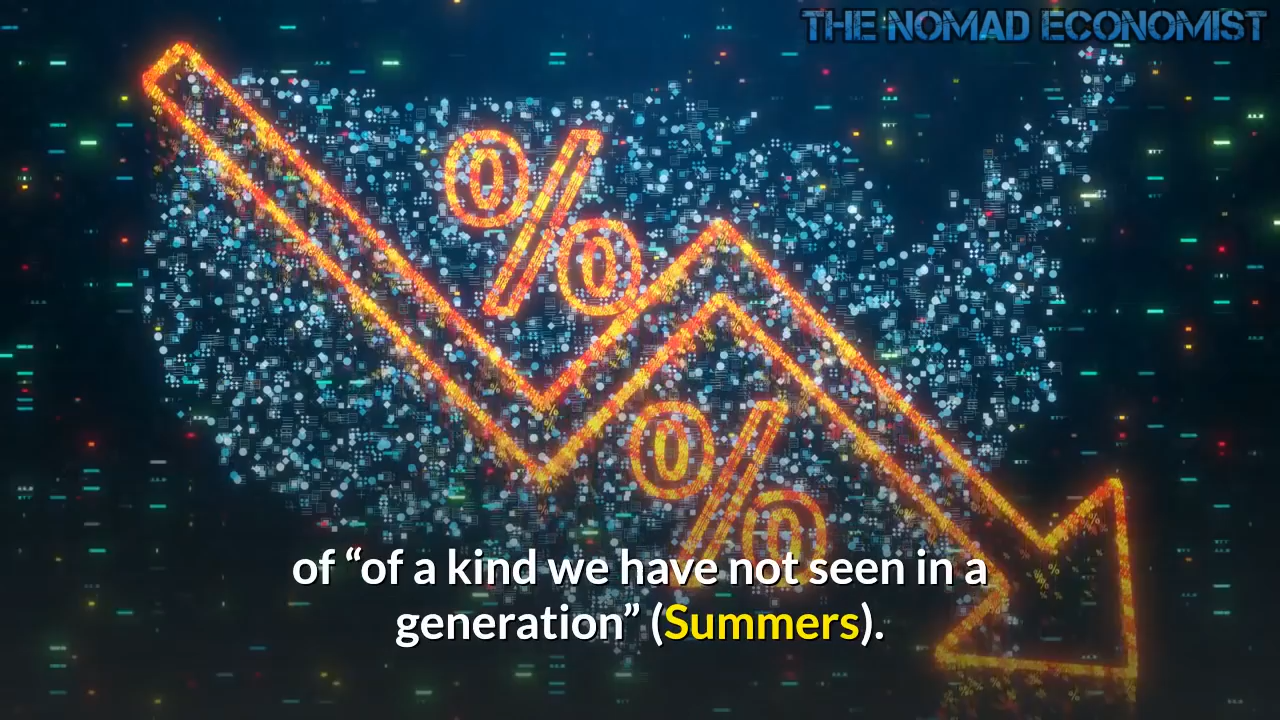 THE NOMAD ECONOMIST
%
%
of “of a kind we have not seen in a
generation” (Summers).